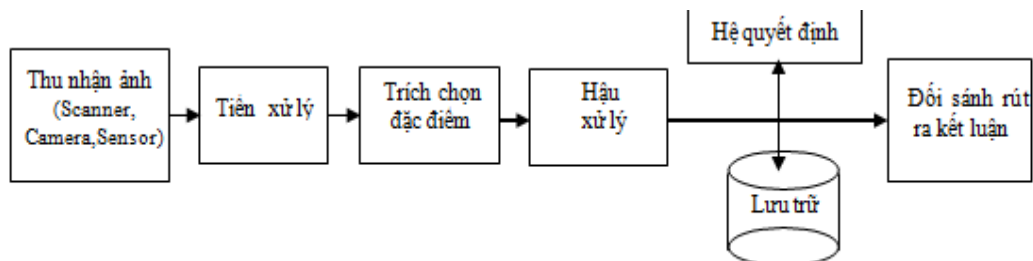 Thu nhận ảnh
(Scanner,
Camera,Sensor)
Tiền xử lý
Trích chọn
đặc điểm
Hậu
xử lý
Hệ quyết định
Lưu trữ
Đối sánh rút
ra kết luận